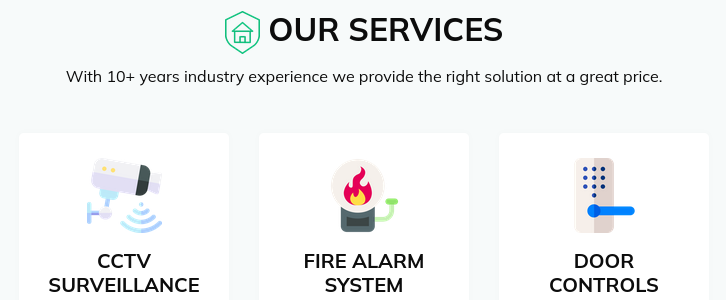 OUR SERVICES
With 10+ years industry experience we provide the right solution at a great price.
CCTV
SURVEILLANCE
FIRE ALARM
SYSTEM
DOOR
CONTROLS